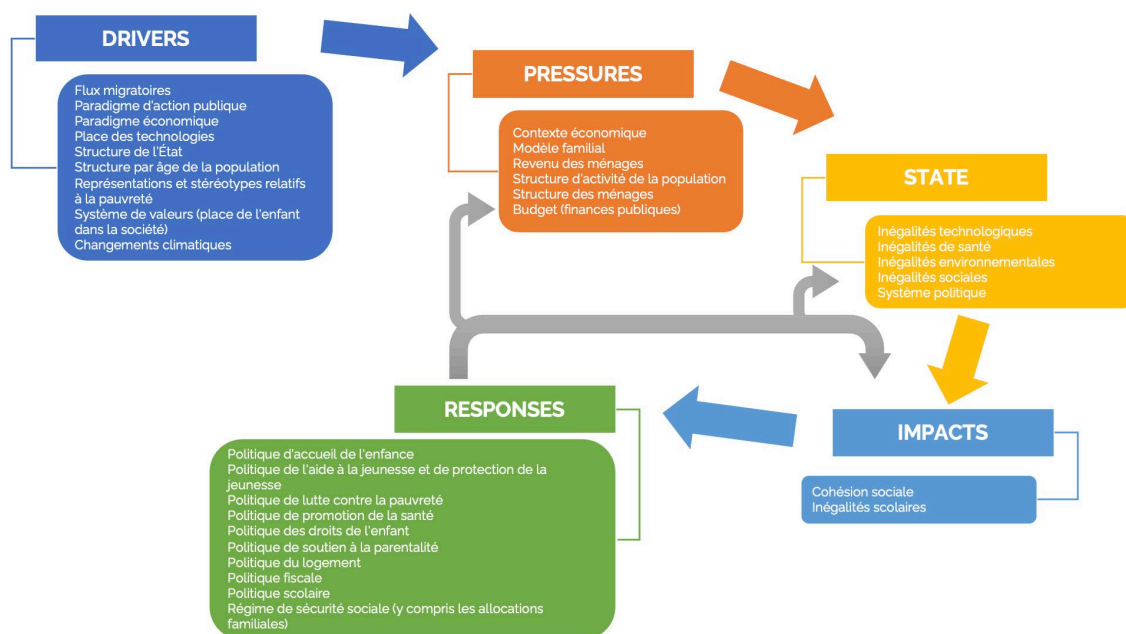 DRIVERS
Flux migratoires
Paradigme d'action publique
Paradigme économique
Place des technologies
Structure de l'État
Structure par âge de la population
Représentations et stéréotypes relatifs
à la pauvreté
Système de valeurs (place de l'enfant
dans la société)
Changements climatiques
PRESSURES
Contexte économique
Modèle familial
Revenu des ménages
Structure d'activité de la population
Structure des ménages
Budget (finances publiques)
STATE
Inégalités technologiques
Inégalités de santé
Inégalités environnementales
Inégalités sociales
Système politique
IMPACTS
Cohésion sociale
Inégalités scolaires
RESPONSES
Politique d'accueil de l'enfance
Politique de l'aide à la jeunesse et de protection de la
jeunesse
Politique de lutte contre la pauvreté
Politique de promotion de la santé
Politique des droits de l'enfant
Politique de soutien à la parentalité
Politique du logement
Politique fiscale
Politique scolaire
Régime de sécurité sociale (y compris les allocations
familiales)